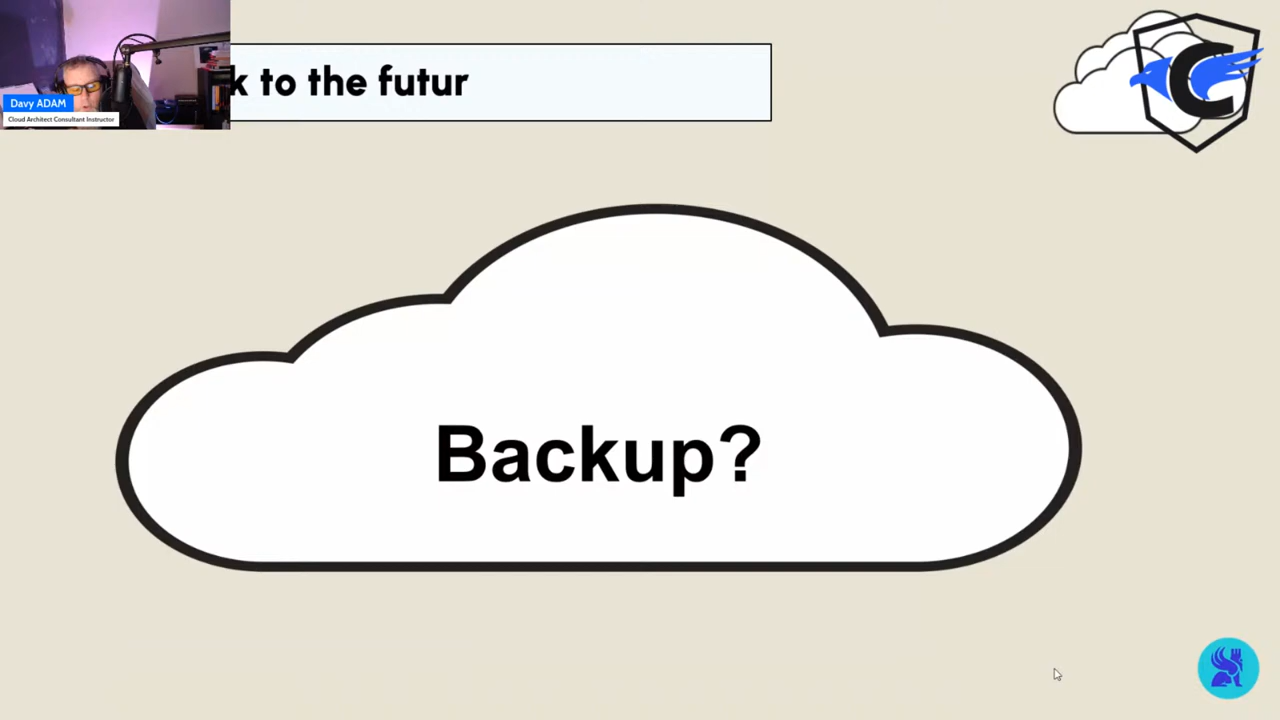 k to the futur
Davy ADAM
Cloud Architect Consultant Instructor
Backup?
C